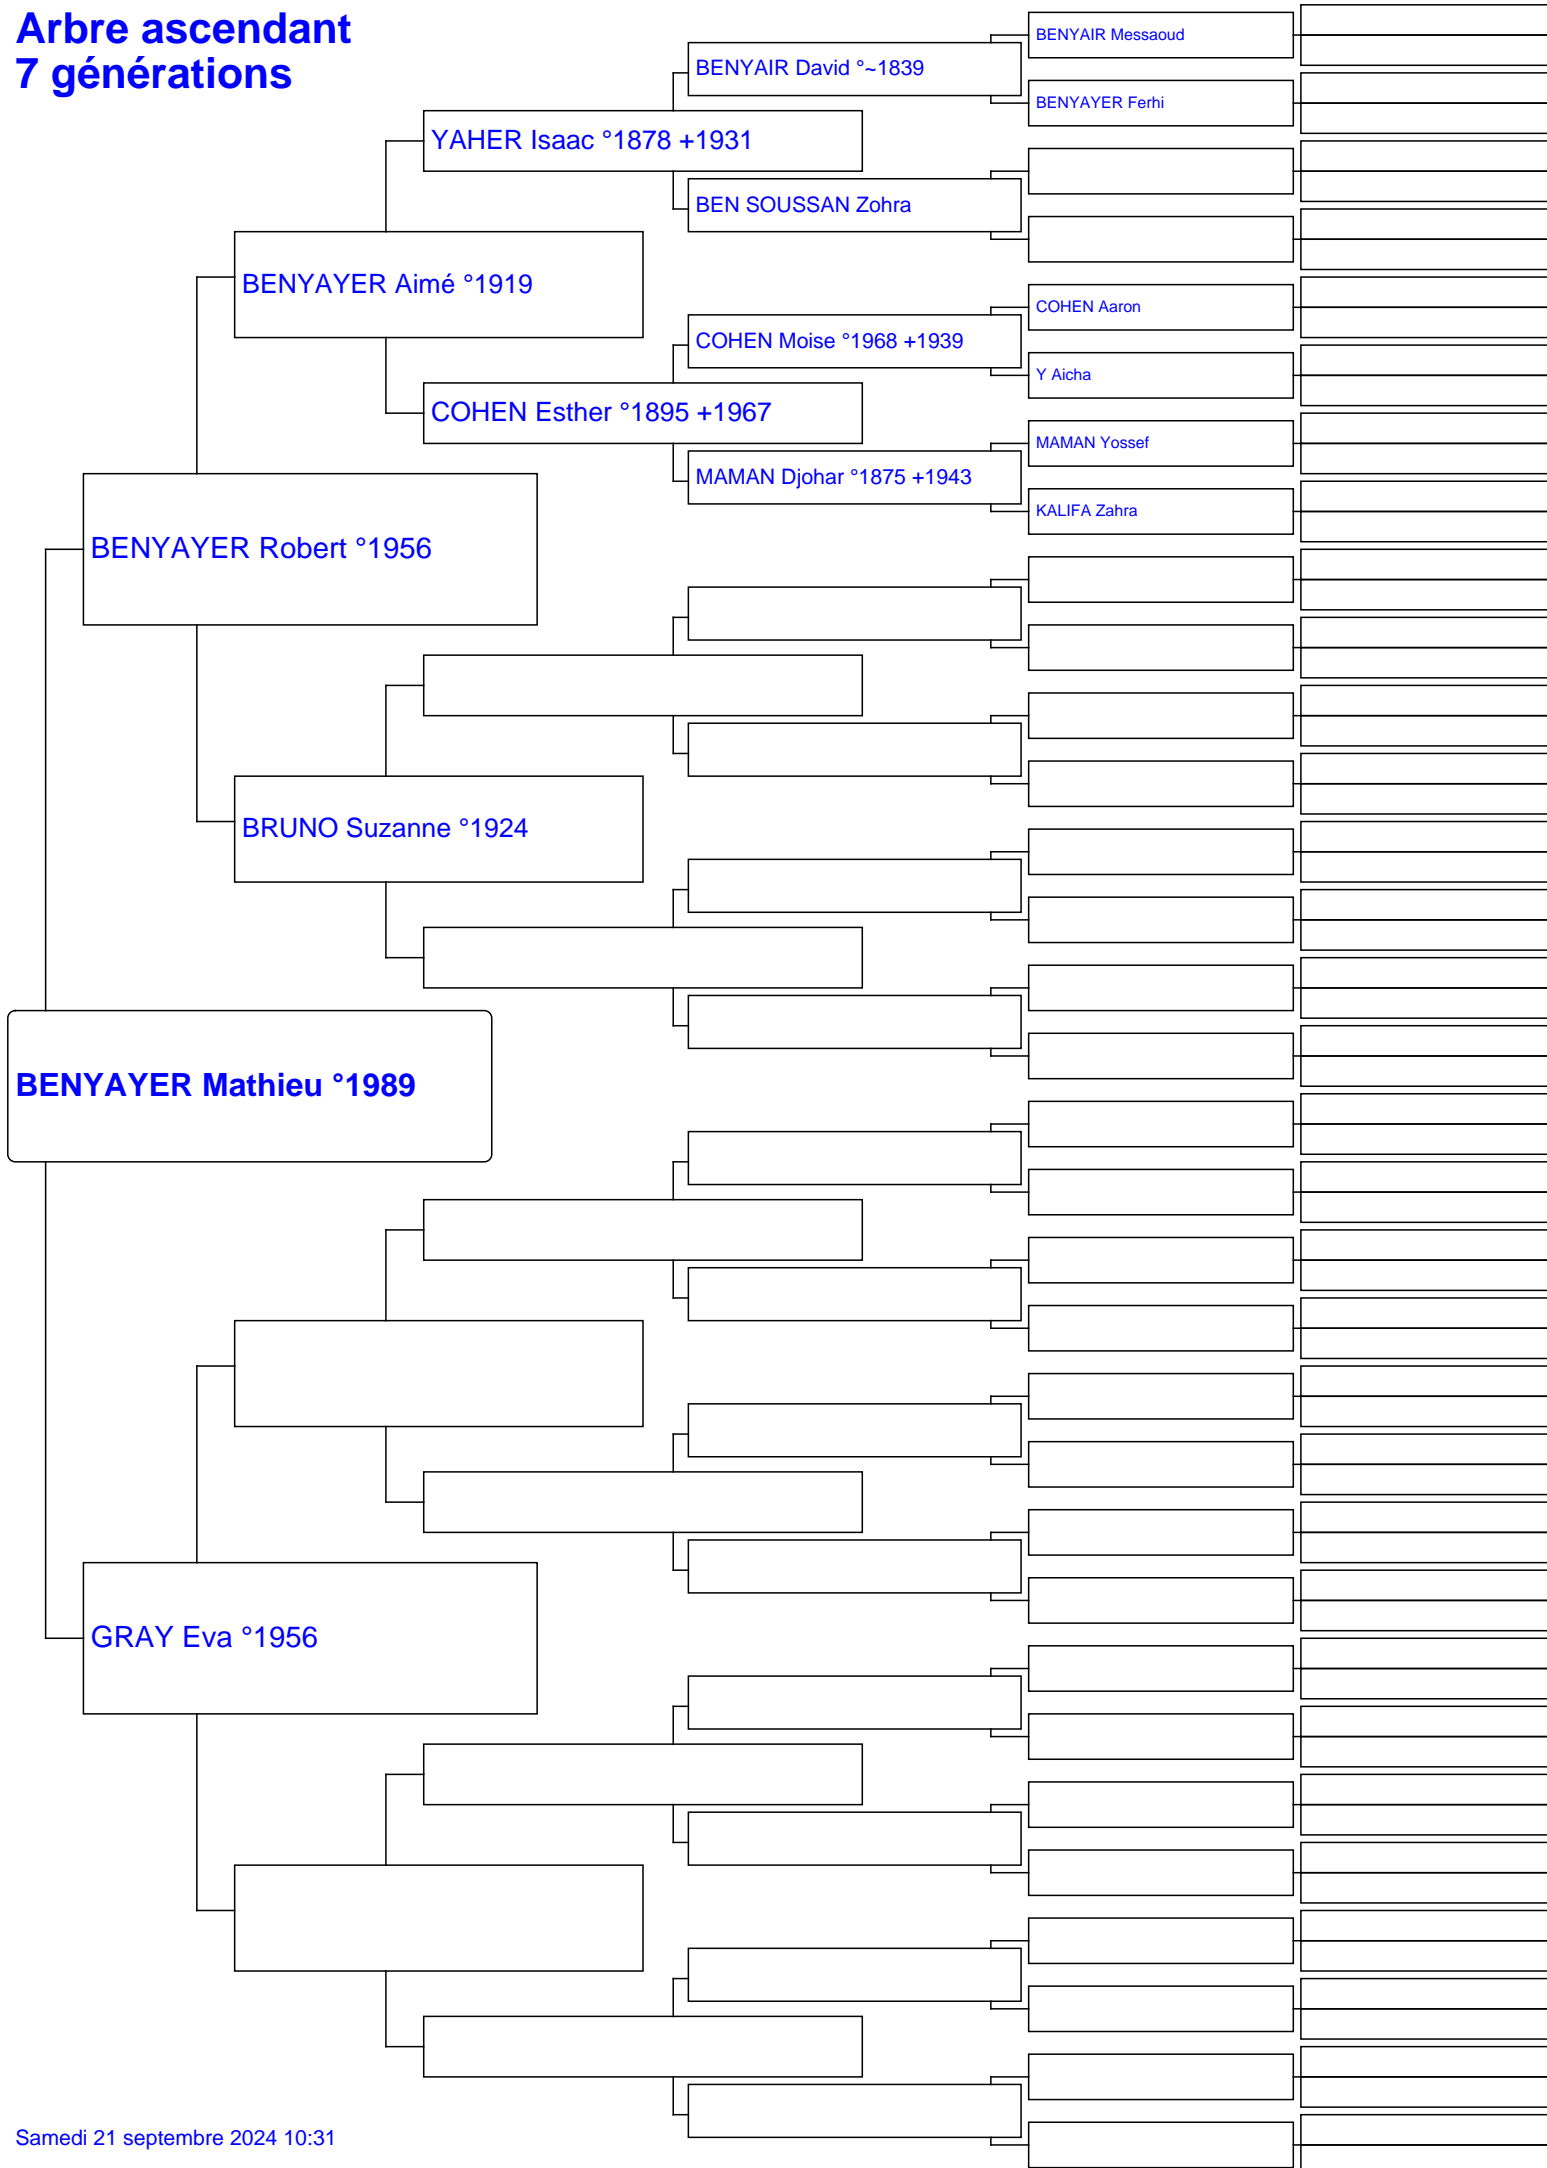 Arbre ascendant
7 générations
BENYAIR Messaoud
BENYAIR David °~1839
BENYAYER Ferhi
YAHER Isaac °1878 +1931
BEN SOUSSAN Zohra
BENYAYER Aimé °1919
COHEN Aaron
COHEN Moise °1968 +1939
Y Aicha
COHEN Esther °1895 +1967
MAMAN Yossef
MAMAN Djohar °1875 +1943
KALIFA Zahra
BENYAYER Robert °1956
BRUNO Suzanne °1924
BENYAYER Mathieu °1989
GRAY Eva °1956
Samedi 21 septembre 2024 10:31